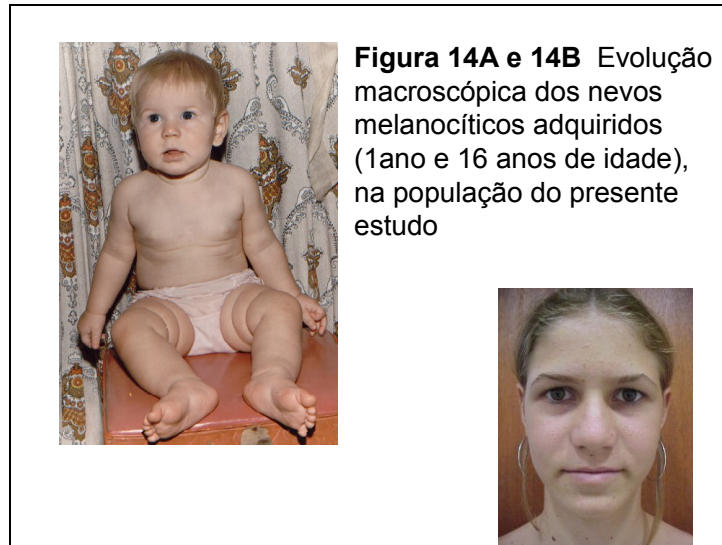 Figura 14A e 14B Evolução
macroscópica dos nevos
melanocíticos adquiridos
(1ano e 16 anos de idade),
na população do presente
estudo